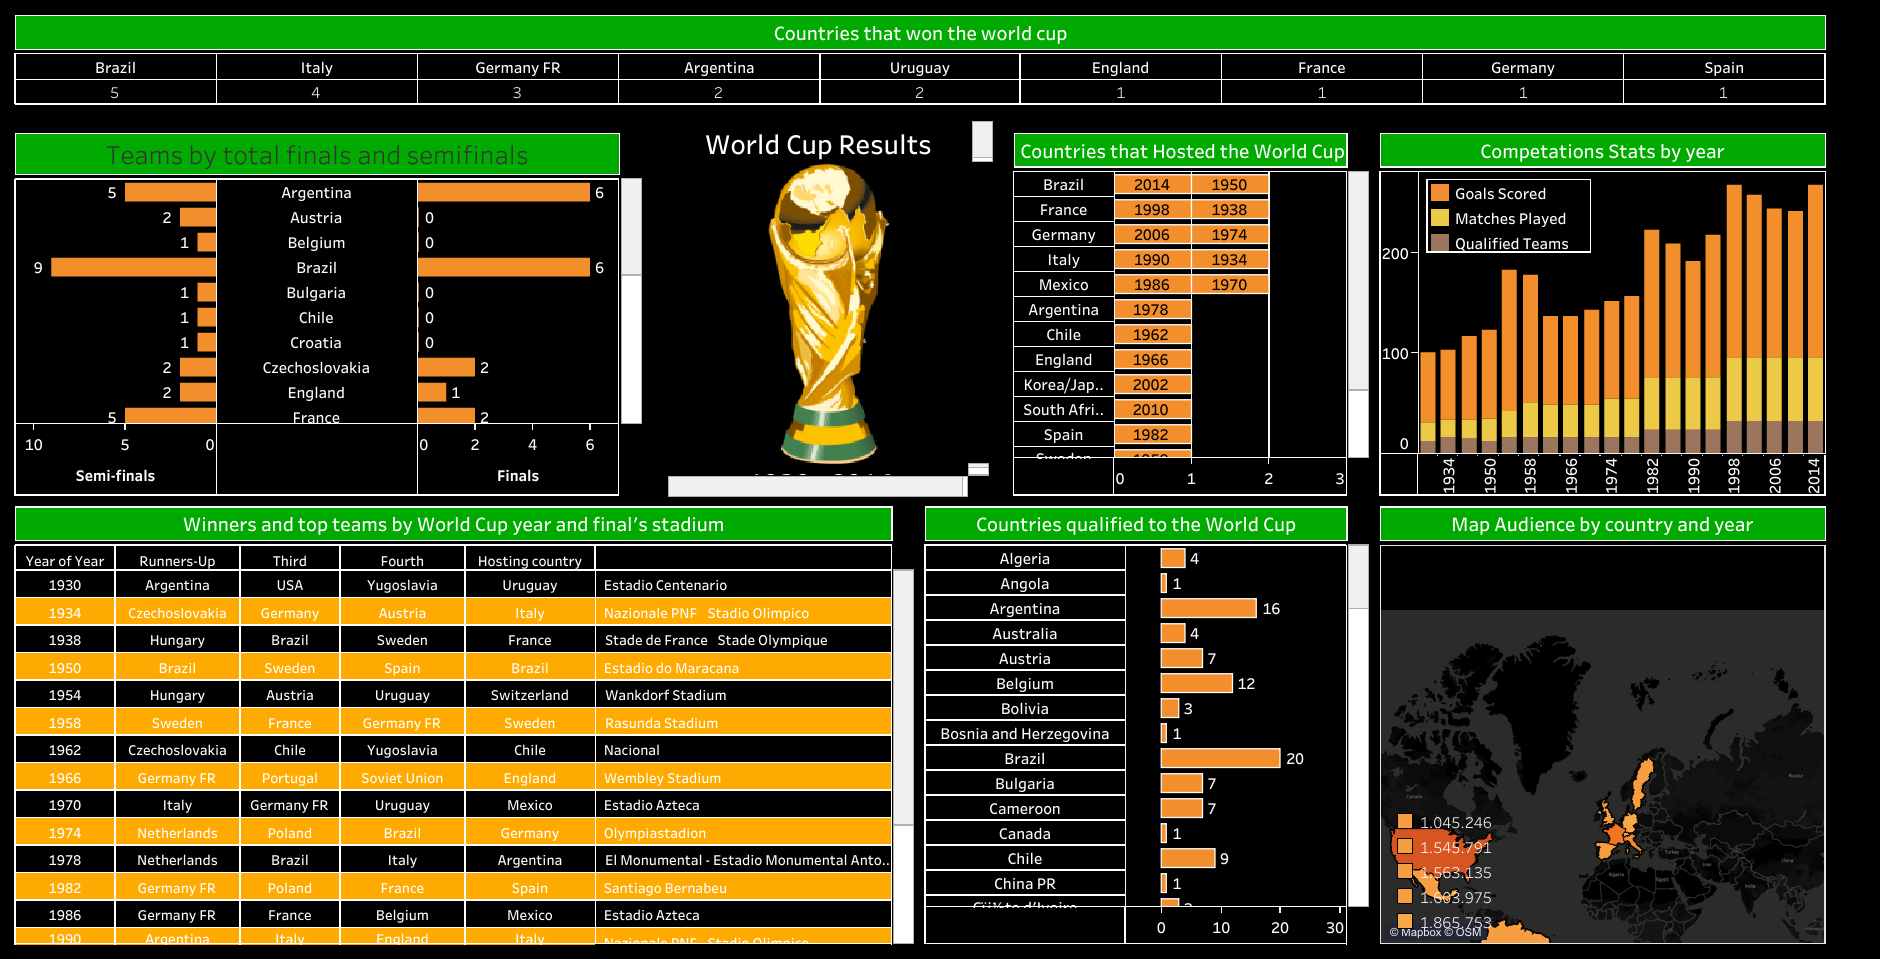 Countries that won the world cup
Brazil Italy Germany FR Argentina Uruguay England France Germany Spain
5 4 3 2 2 1 1 1 1
Teams by total finals and semifinals
5 Argentina 6
2 Austria 0
1 Belgium 0
9 Brazil 6
1 Bulgaria 0
1 Chile 0
1 Croatia 0
2 Czechoslovakia 2
2 England 1
5 France 2
10 5 0 0 2 4 6
Semi-finals Finals
World Cup Results
Countries that Hosted the World Cup
Brazil 2014 1950
France 1998 1938
Germany 2006 1974
Italy 1990 1934
Mexico 1986 1970
Argentina 1978
Chile 1962
England 1966
Korea/Jap.. 2002
South Afri.. 2010
Spain 1982
0 1 2 3
Competations Stats by year
Goals Scored
Matches Played
Qualified Teams
200
100
0
1934 1950 1958 1966 1974 1982 1990 1998 2006 2014
Winners and top teams by World Cup year and final's stadium
Year of Year Runners-Up Third Fourth Hosting country
1930 Argentina USA Yugoslavia Uruguay Estadio Centenario
1934 Czechoslovakia Germany Austria Italy Nazionale PNF Stadio Olimpico
1938 Hungary Brazil Sweden France Stade de France Stade Olympique
1950 Brazil Sweden Spain Brazil Estadio do Maracana
1954 Hungary Austria Uruguay Switzerland Wankdorf Stadium
1958 Sweden France Germany FR Sweden Rasunda Stadium
1962 Czechoslovakia Chile Yugoslavia Chile Nacional
1966 Germany FR Portugal Soviet Union England Wembley Stadium
1970 Italy Germany FR Uruguay Mexico Estadio Azteca
1974 Netherlands Poland Brazil Germany Olympiastadion
1978 Netherlands Brazil Italy Argentina El Monumental - Estadio Monumental Anto..
1982 Germany FR Poland France Spain Santiago Bernabeu
1986 Germany FR France Belgium Mexico Estadio Azteca
1990 Argentina Italy England Italy Nazionale PNF Stadio Olimpico
Countries qualified to the World Cup
Algeria 4
Angola 1
Argentina 16
Australia 4
Austria 7
Belgium 12
Bolivia 3
Bosnia and Herzegovina 1
Brazil 20
Bulgaria 7
Cameroon 7
Canada 1
Chile 9
China PR 1
0 10 20 30
Map Audience by country and year
Russia
Canada
China
Turkey
Iran
Algeria
Egypt
India
1.045.246
1.545.791
1.563.135
1.603.975
1.865.753
© Mapbox © OSM